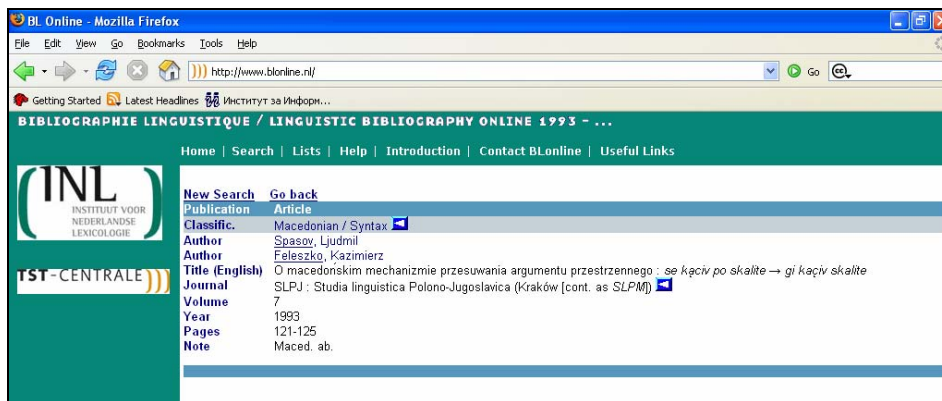 BL Online - Mozilla Firefox
File Edit View Go Bookmarks Tools Help
http://www.blonline.nl/ Go
Getting Started Latest Headlines Институт за Информ...
BIBLIOGRAPHIE LINGUISTIQUE / LINGUISTIC BIBLIOGRAPHY ONLINE 1993 - ...
Home | Search | Lists | Help | Introduction | Contact BLonline | Useful Links
INL
INSTITUUT VOOR
NEDERLANDSE
LEXICOLOGIE
TST-CENTRALE
New Search Go back
Publication Article
Classific. Macedonian / Syntax
Author Spasov, Ljudmil
Author Feleszko, Kazimierz
Title (English) O macedońskim mechanizmie przesuwania argumentu przestrzennego : se kaçiv po skalite → gi kaçiv skalite
Journal SLPJ : Studia linguistica Polono-Jugoslavica (Kraków [cont. as SLPM])
Volume 7
Year 1993
Pages 121-125
Note Maced. ab.